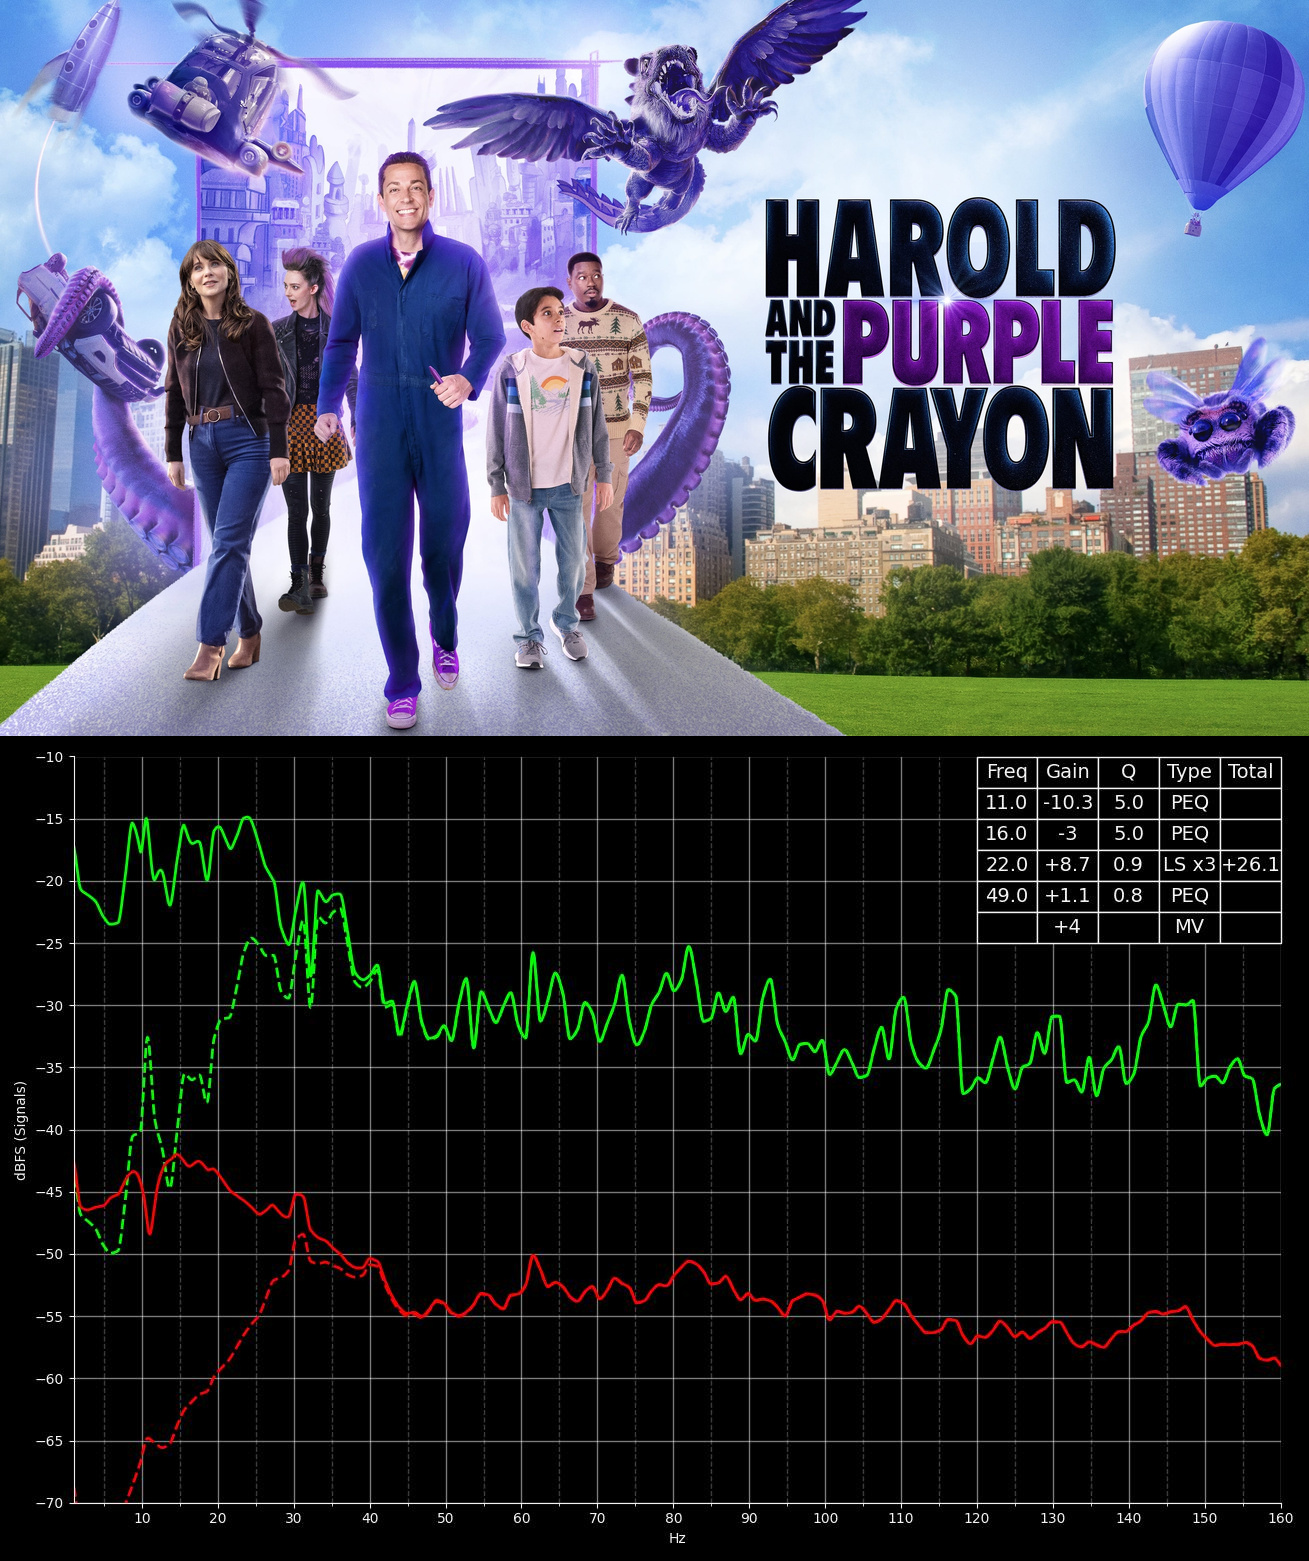 HAROLD
AND
THE
PURPLE
CRAYON
Freq Gain Q Type Total
11.0 -10.3 5.0 PEQ
16.0 -3 5.0 PEQ
22.0 +8.7 0.9 LS x3 +26.1
49.0 +1.1 0.8 PEQ
+4 MV
−10
−15
−20
−25
−30
−35
−40
−45
−50
−55
−60
−65
−70
dBFS (Signals)
10 20 30 40 50 60 70 80 90 100 110 120 130 140 150 160
Hz